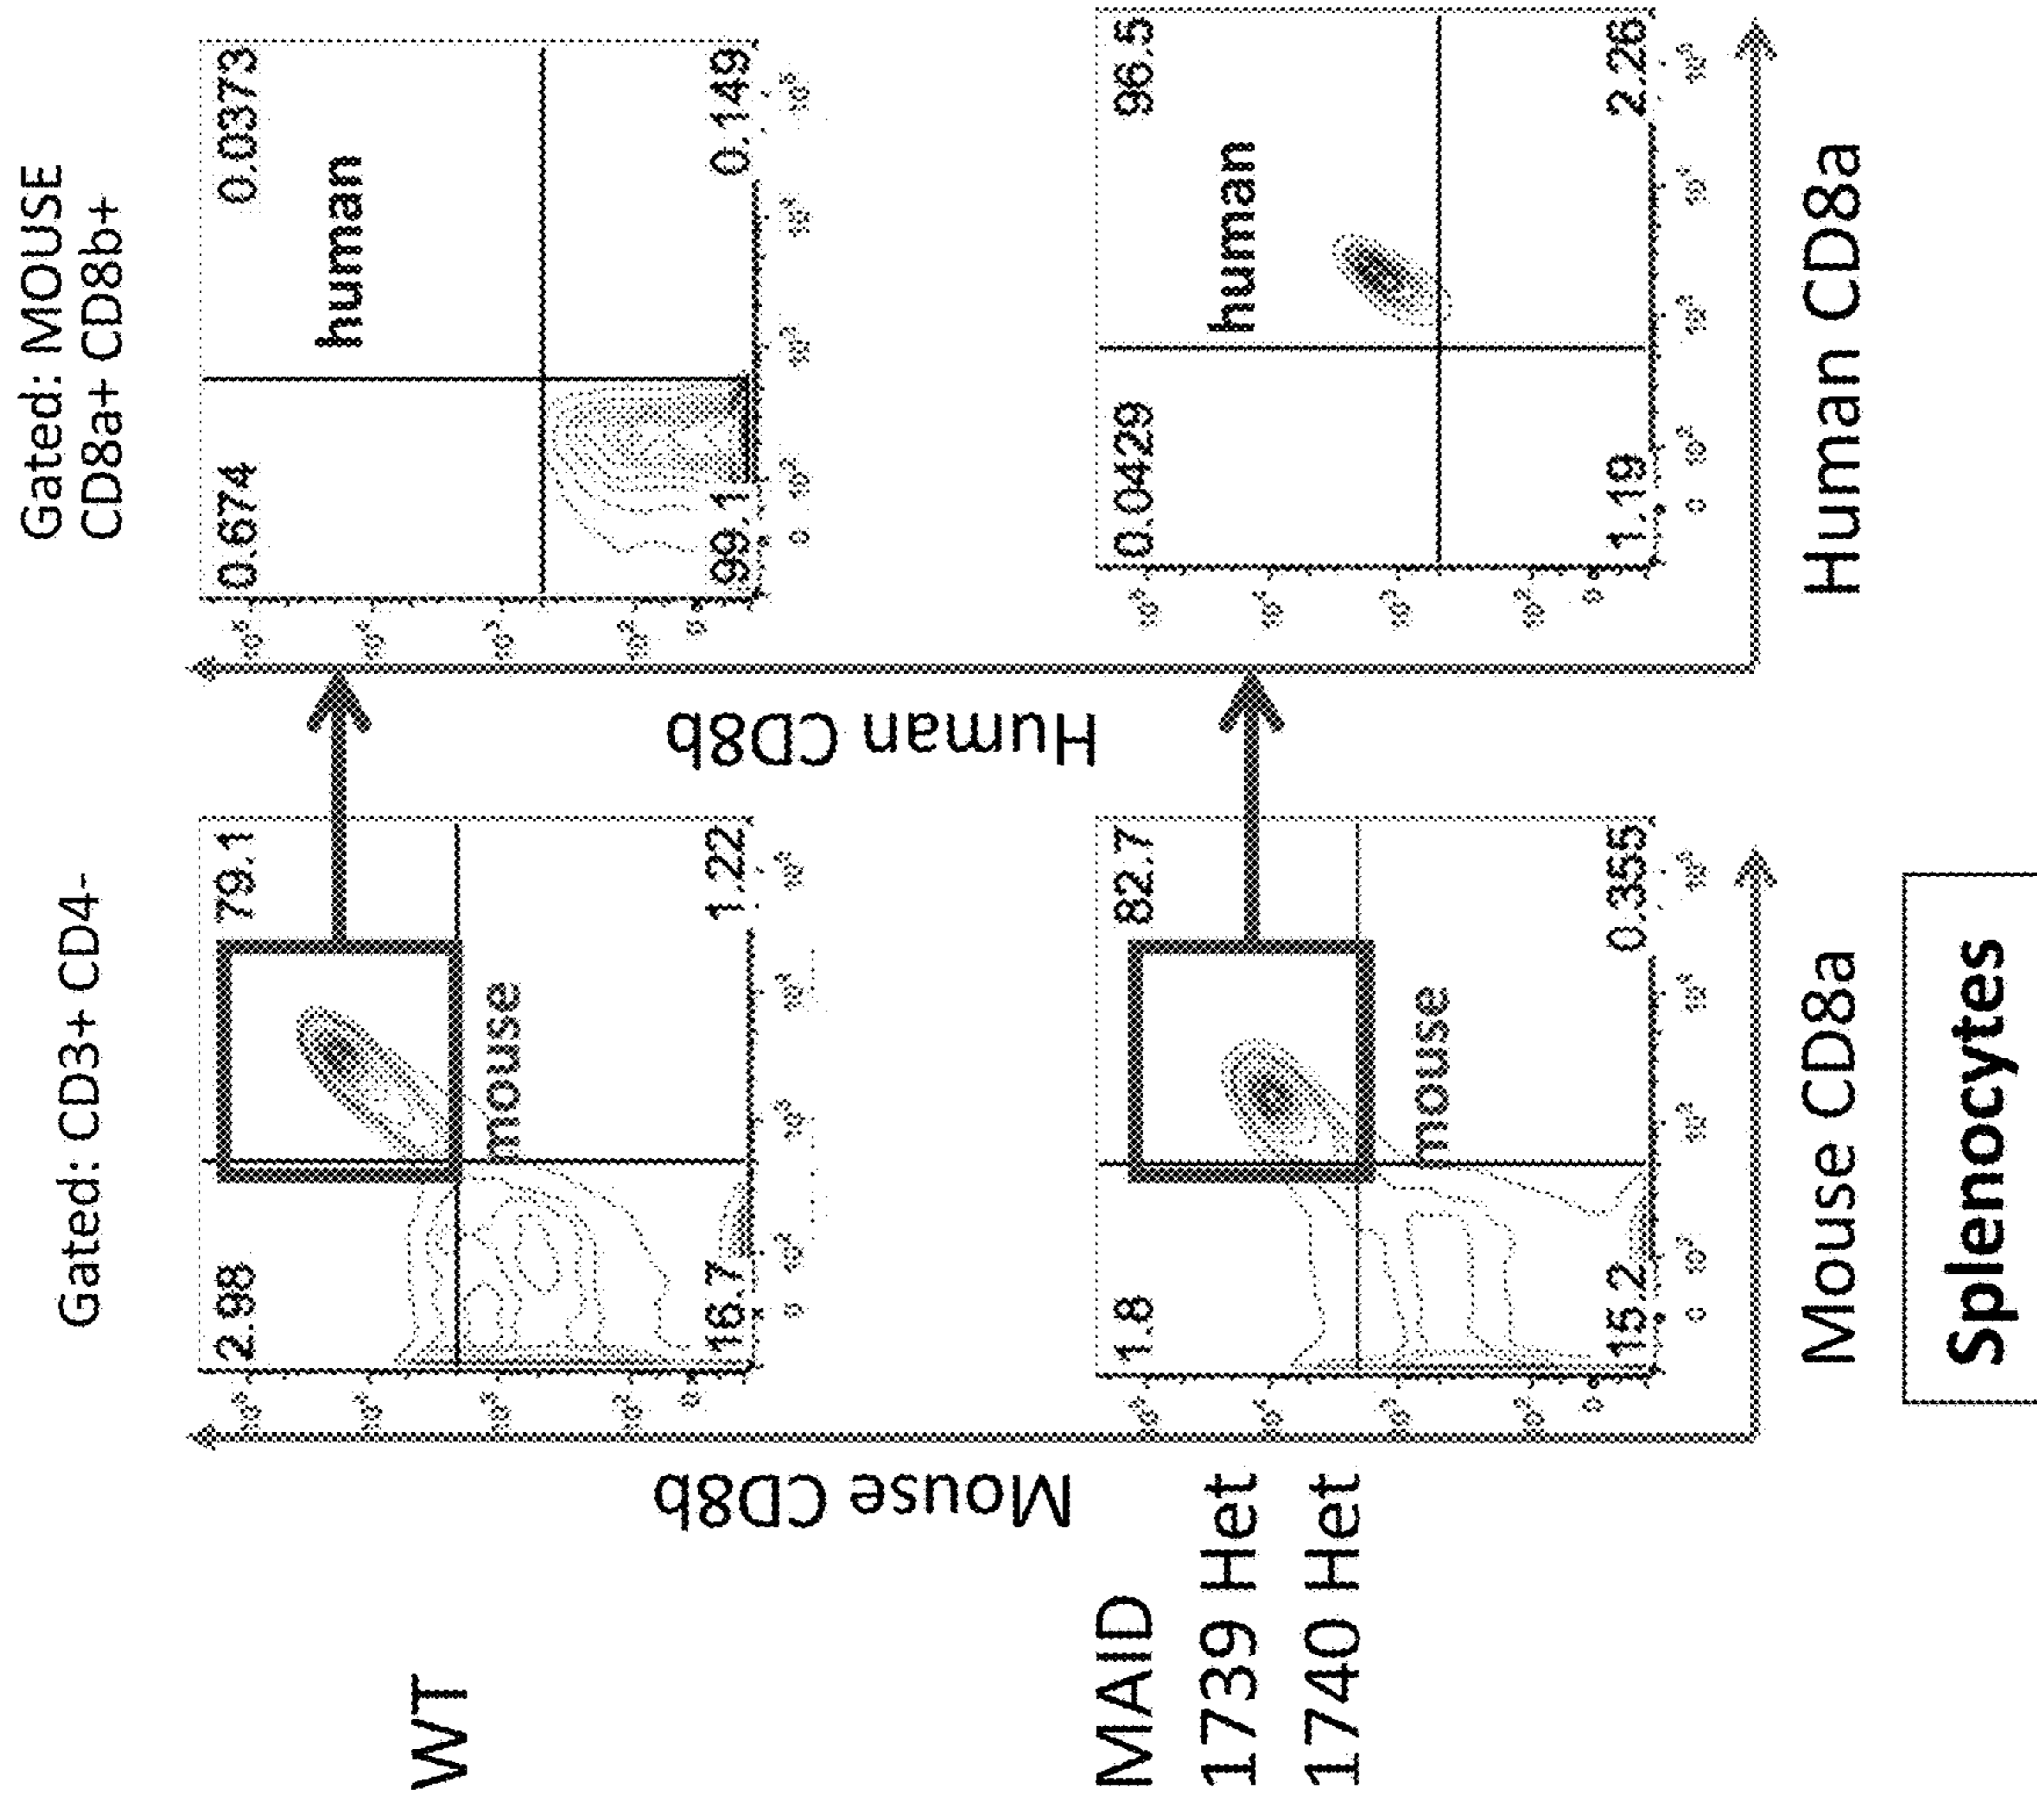 Gated: CD3+ CD4-
Gated: MOUSE
CD8a+ CD8b+
WT
Mouse CD8b
2.98
79.1
mouse
16.7
1.22
Human CD8b
0.674
0.0373
human
99.1
0.149
MAID
1739 Het
1740 Het
1.8
82.7
mouse
15.2
0.355
0.0429
96.5
human
1.19
2.26
Mouse CD8a
Human CD8a
Splenocytes